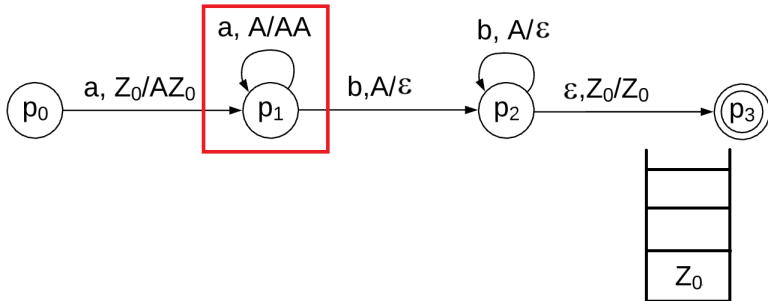 a, A/AA
b, A/ε
a, Z₀/AZ₀
b,A/ε
ε,Z₀/Z₀
p₀
p₁
p₂
p₃
Z₀